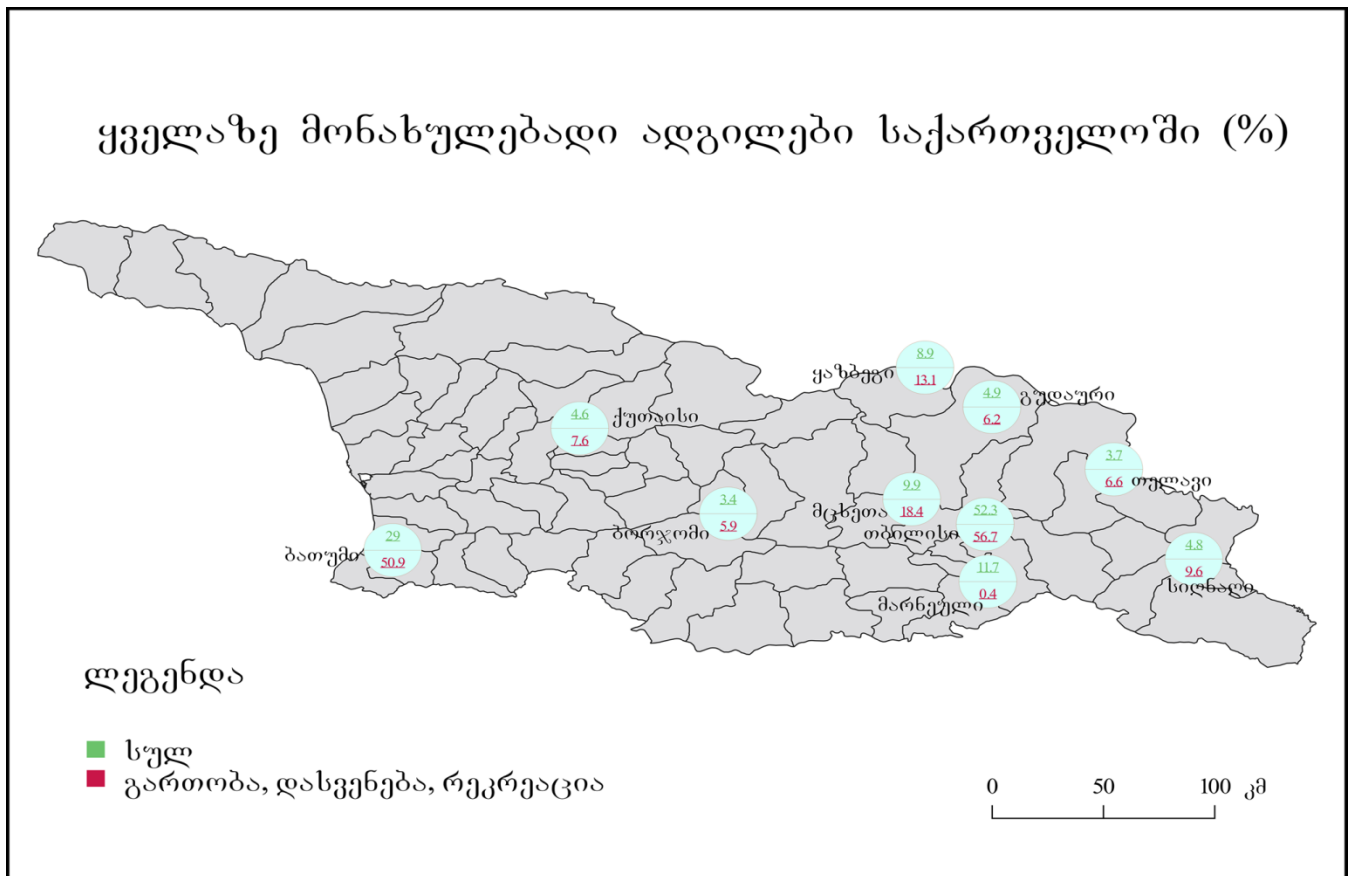 ყველაზე მონახულებადი ადგილები საქართველოში (%)
8.9
ყაზბეგი
13.1
4.9
გუდაური
6.2
4.6
ქუთაისი
7.6
3.7
თელავი
6.6
9.9
მცხეთა
18.4
52.3
თბილისი
56.7
3.4
ბორჯომი
5.9
29
ბათუმი
50.9
4.8
9.6
სიღნაღი
11.7
0.4
მარნეული
ლეგენდა
სულ
გართობა, დასვენება, რეკრეაცია
0 50 100 კმ